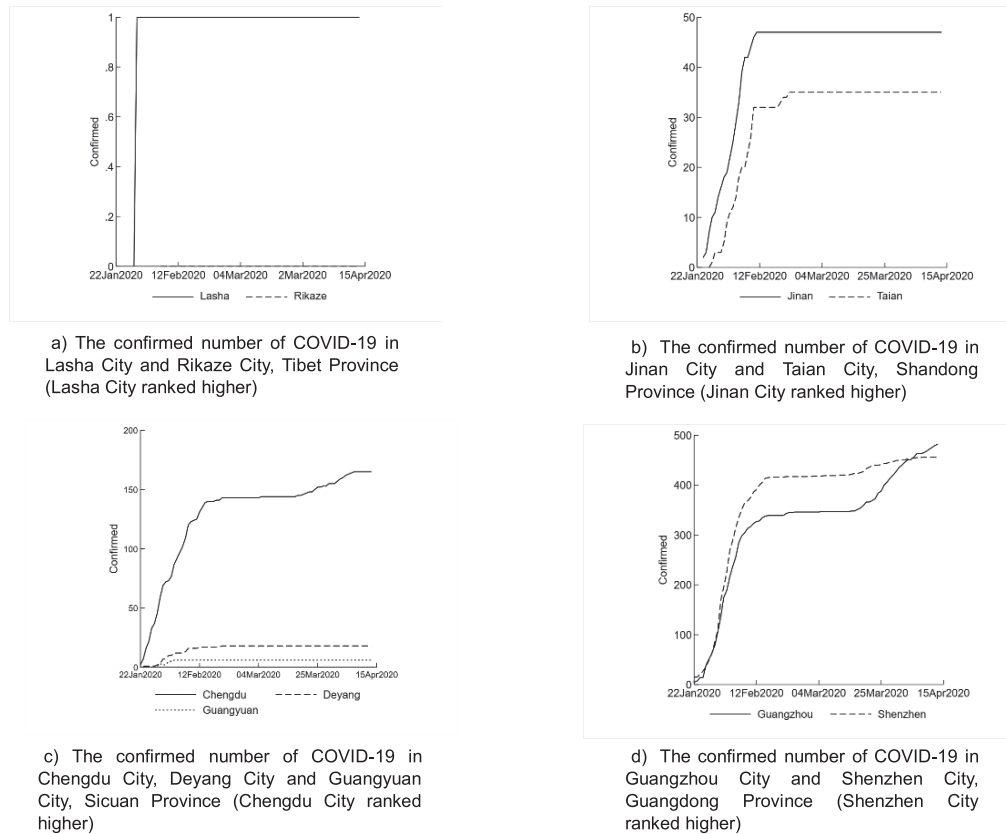 1
.8
.6
.4
.2
0
Confirmed
22Jan2020 12Feb2020 04Mar2020 2Mar2020 15Apr2020
Lasha Rikaze
a) The confirmed number of COVID-19 in
Lasha City and Rikaze City, Tibet Province
(Lasha City ranked higher)
50
40
30
20
10
0
Confirmed
22Jan2020 12Feb2020 04Mar2020 25Mar2020 15Apr2020
Jinan Taian
b) The confirmed number of COVID-19 in
Jinan City and Taian City, Shandong
Province (Jinan City ranked higher)
200
150
100
50
0
Confirmed
22Jan2020 12Feb2020 04Mar2020 25Mar2020 15Apr2020
Chengdu Deyang
Guangyuan
c) The confirmed number of COVID-19 in
Chengdu City, Deyang City and Guangyuan
City, Sicuan Province (Chengdu City ranked
higher)
500
400
300
200
100
0
Confirmed
22Jan2020 12Feb2020 04Mar2020 25Mar2020 15Apr2020
Guangzhou Shenzhen
d) The confirmed number of COVID-19 in
Guangzhou City and Shenzhen City,
Guangdong Province (Shenzhen City
ranked higher)